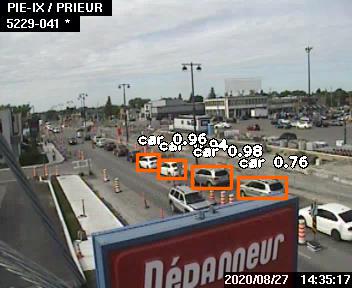 PIE-IX / PRIEUR
5229-041 *
car 0.96
car 0.94
car 0.98
car 0.76
DÉPANNEUR
2020/08/27 14:35:17